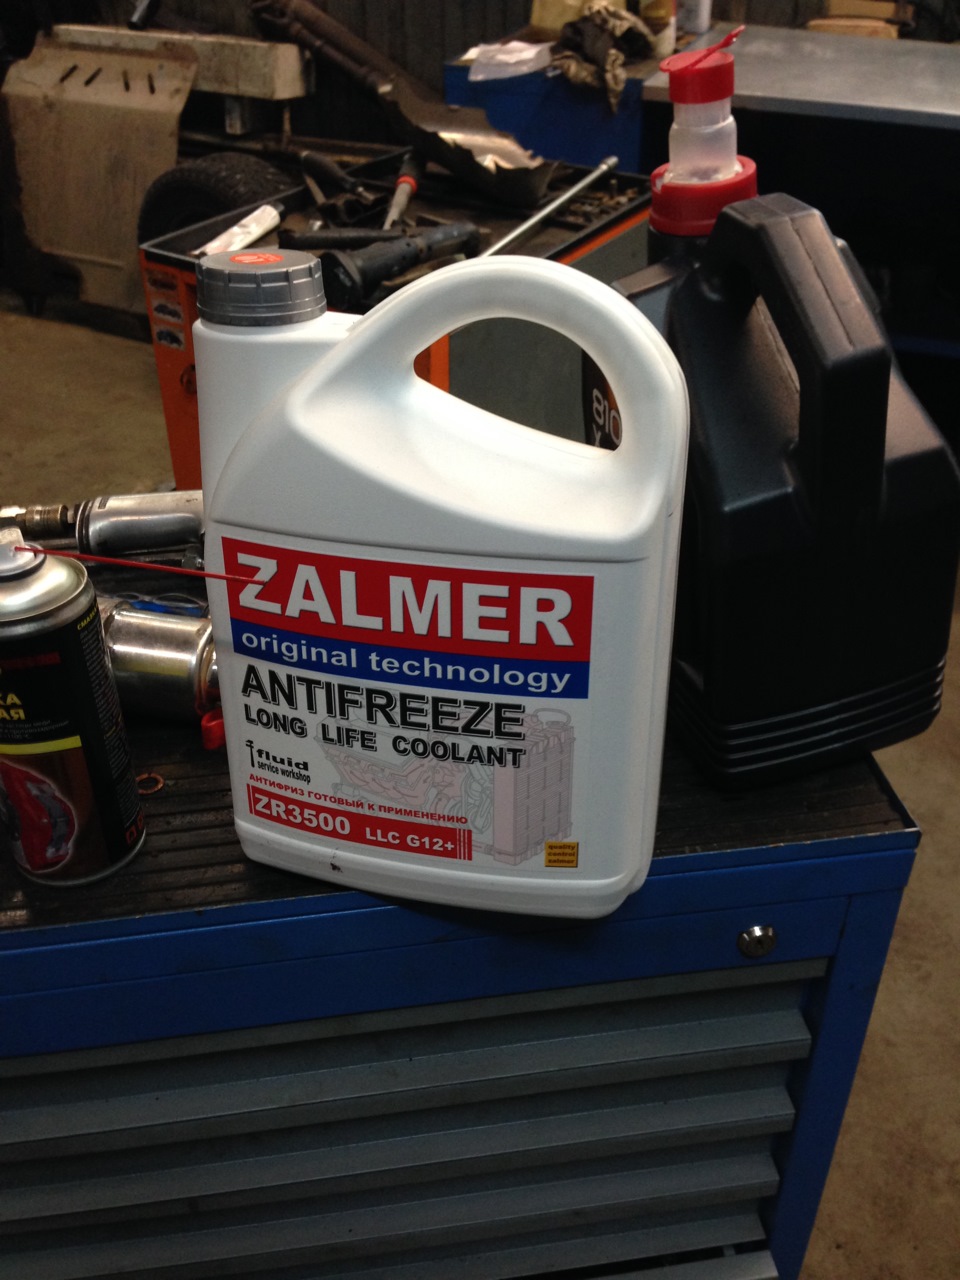 ZALMER
original technology
ANTIFREEZE
LONG LIFE COOLANT
fluid
service workshop
АНТИФРИЗ ГОТОВЫЙ К ПРИМЕНЕНИЮ
ZR3500 LLC G12+
quality
control
zalmer
810